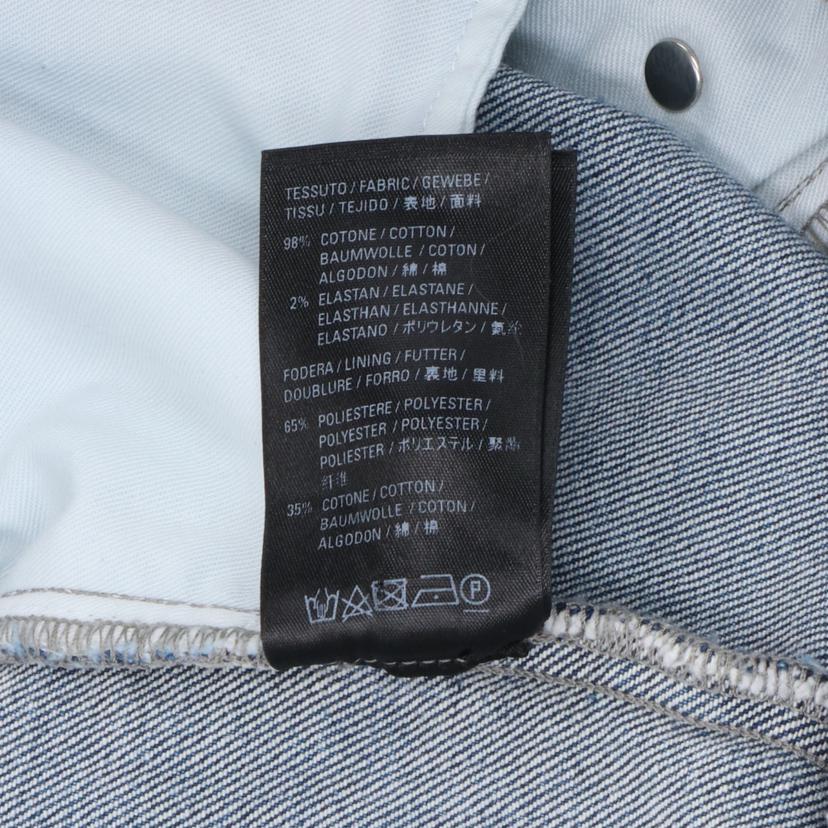 TESSUTO / FABRIC / GEWEBE /
TISSU / TEJIDO / 表地 / 面料
98% COTONE / COTTON /
BAUMWOLLE / COTON /
ALGODON / 綿 / 棉
2% ELASTAN / ELASTANE /
ELASTHAN / ELASTHANNE /
ELASTANO / ポリウレタン / 氨纶
FODERA / LINING / FUTTER /
DOUBLURE / FORRO / 裏地 / 里料
65% POLIESTERE / POLYESTER /
POLYESTER / POLYESTER /
POLIESTER / ポリエステル / 聚酯
纤维
35% COTONE / COTTON /
BAUMWOLLE / COTON /
ALGODON / 綿 / 棉
P